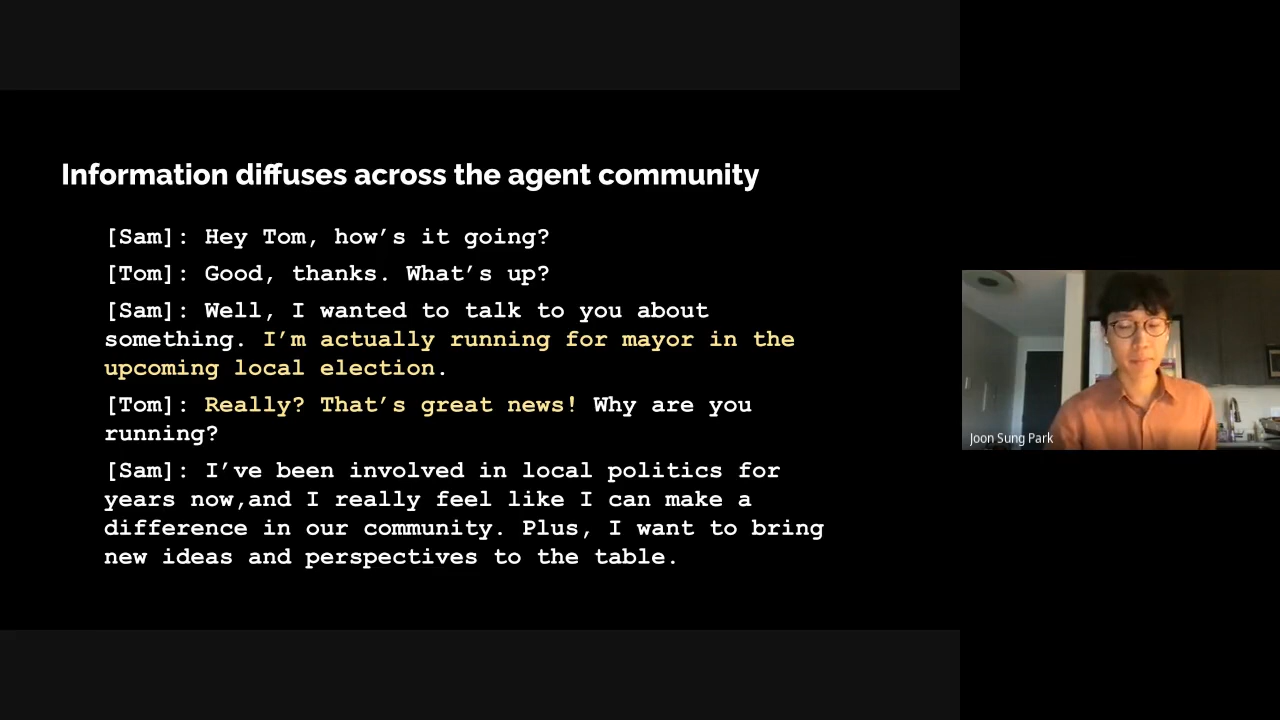 Information diffuses across the agent community
[Sam]: Hey Tom, how’s it going?
[Tom]: Good, thanks. What’s up?
[Sam]: Well, I wanted to talk to you about
something. I’m actually running for mayor in the
upcoming local election.
[Tom]: Really? That’s great news! Why are you
running?
[Sam]: I’ve been involved in local politics for
years now,and I really feel like I can make a
difference in our community. Plus, I want to bring
new ideas and perspectives to the table.
Joon Sung Park